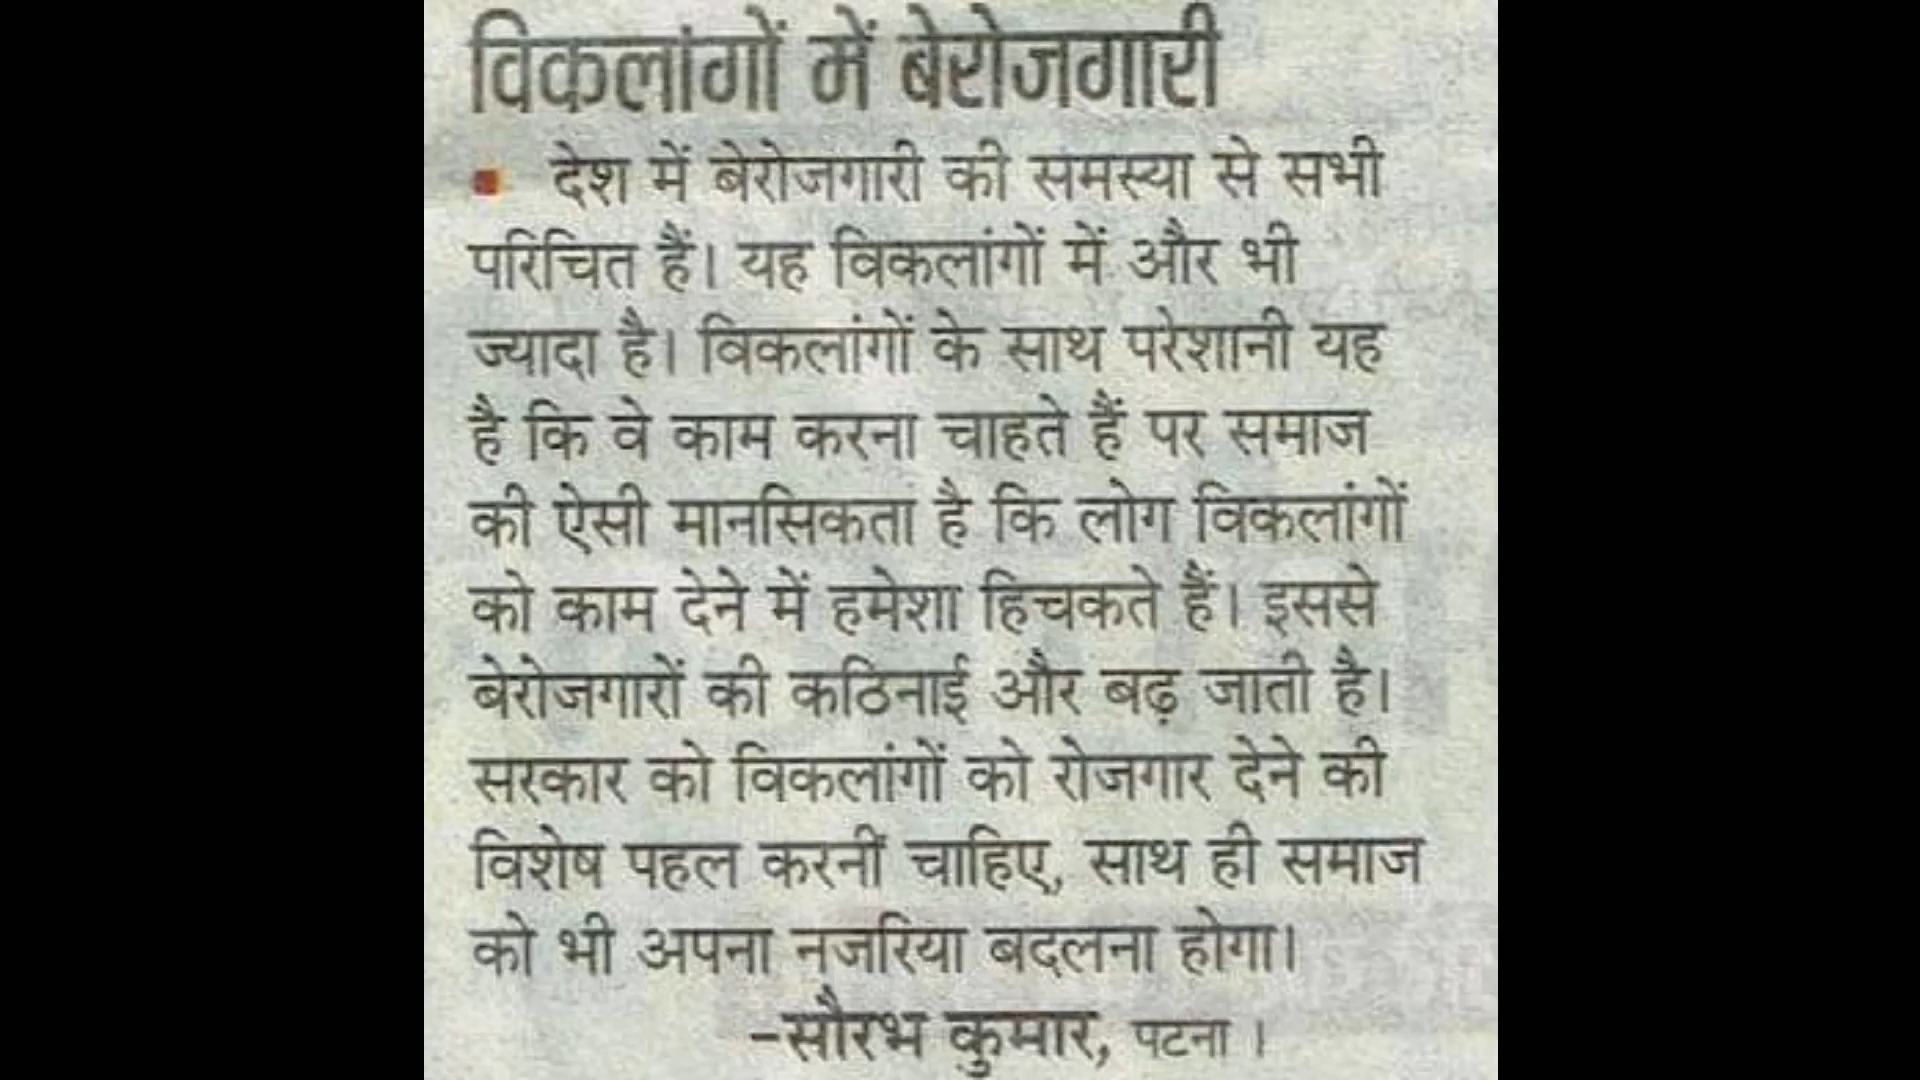 विकलांगों में बेरोजगारी
▪ देश में बेरोजगारी की समस्या से सभी
परिचित हैं। यह विकलांगों में और भी
ज्यादा है। विकलांगों के साथ परेशानी यह
है कि वे काम करना चाहते हैं पर समाज
की ऐसी मानसिकता है कि लोग विकलांगों
को काम देने में हमेशा हिचकते हैं। इससे
बेरोजगारों की कठिनाई और बढ़ जाती है।
सरकार को विकलांगों को रोजगार देने की
विशेष पहल करनी चाहिए, साथ ही समाज
को भी अपना नजरिया बदलना होगा।
-सौरभ कुमार, पटना ।